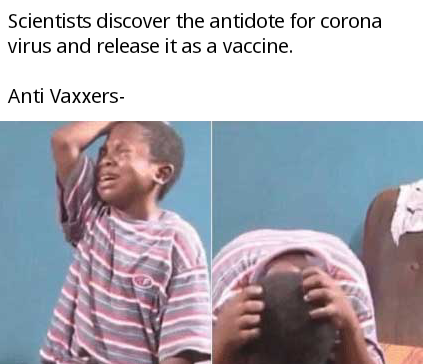 Scientists discover the antidote for corona
virus and release it as a vaccine.
Anti Vaxxers-